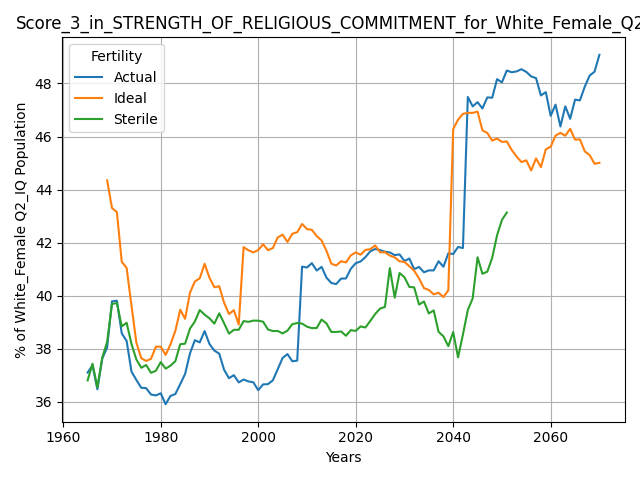 Score_3_in_STRENGTH_OF_RELIGIOUS_COMMITMENT_for_White_Female_Q2
Fertility
Actual
Ideal
Sterile
% of White_Female Q2_IQ Population
48
46
44
42
40
38
36
1960 1980 2000 2020 2040 2060
Years